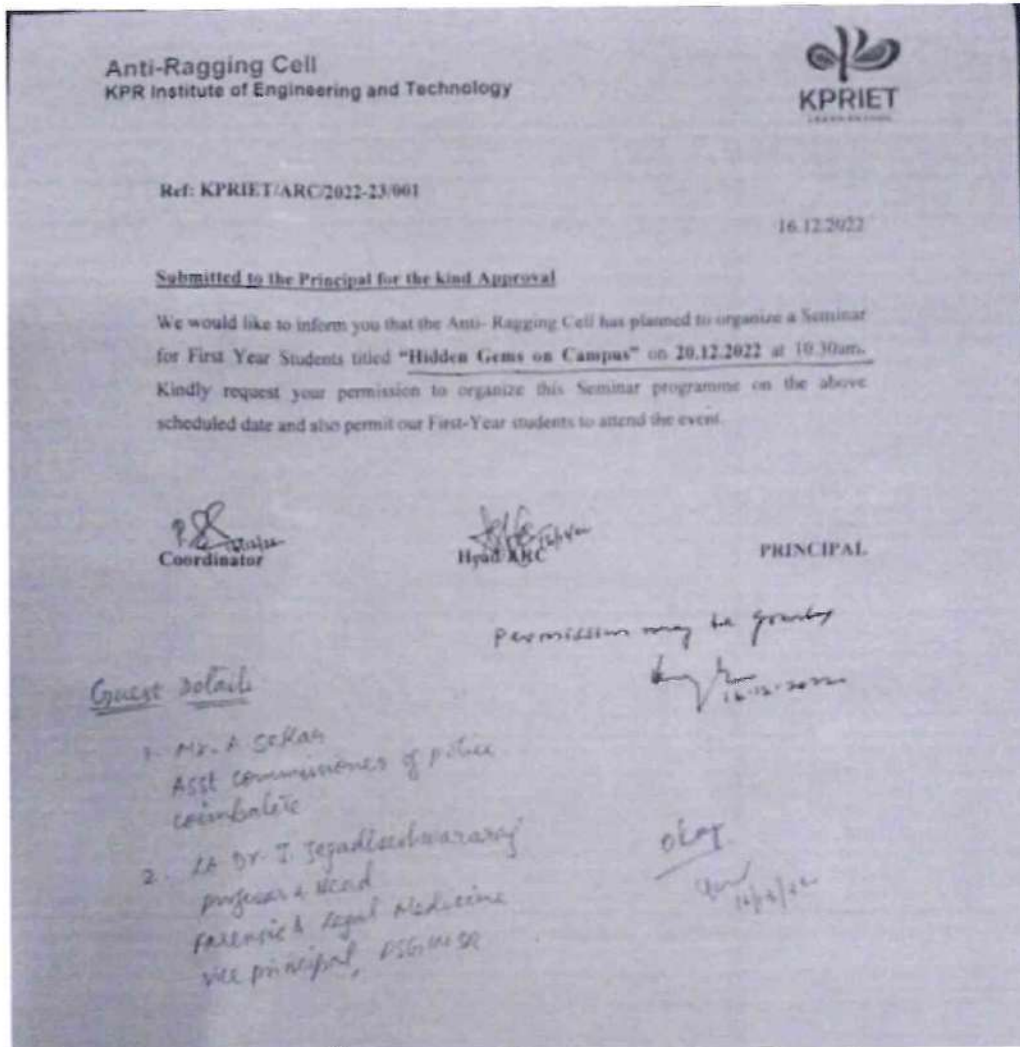 Anti-Ragging Cell
KPR Institute of Engineering and Technology
KPRIET
Ref: KPRIET/ARC/2022-23/001
16.12.2022
Submitted to the Principal for the kind Approval
We would like to inform you that the Anti- Ragging Cell has planned to organize a Seminar
for First Year Students titled “Hidden Gems on Campus” on 20.12.2022 at 10.30am.
Kindly request your permission to organize this Seminar programme on the above
scheduled date and also permit our First-Year students to attend the event.
Coordinator
Head ARC
PRINCIPAL
Permission may be
16-12-2022
Guest Details
1. Mr. A
Asst commissioner of police
2. Dr. J.
professor & Head
Forensic & Legal Medicine
vice principal,
okay